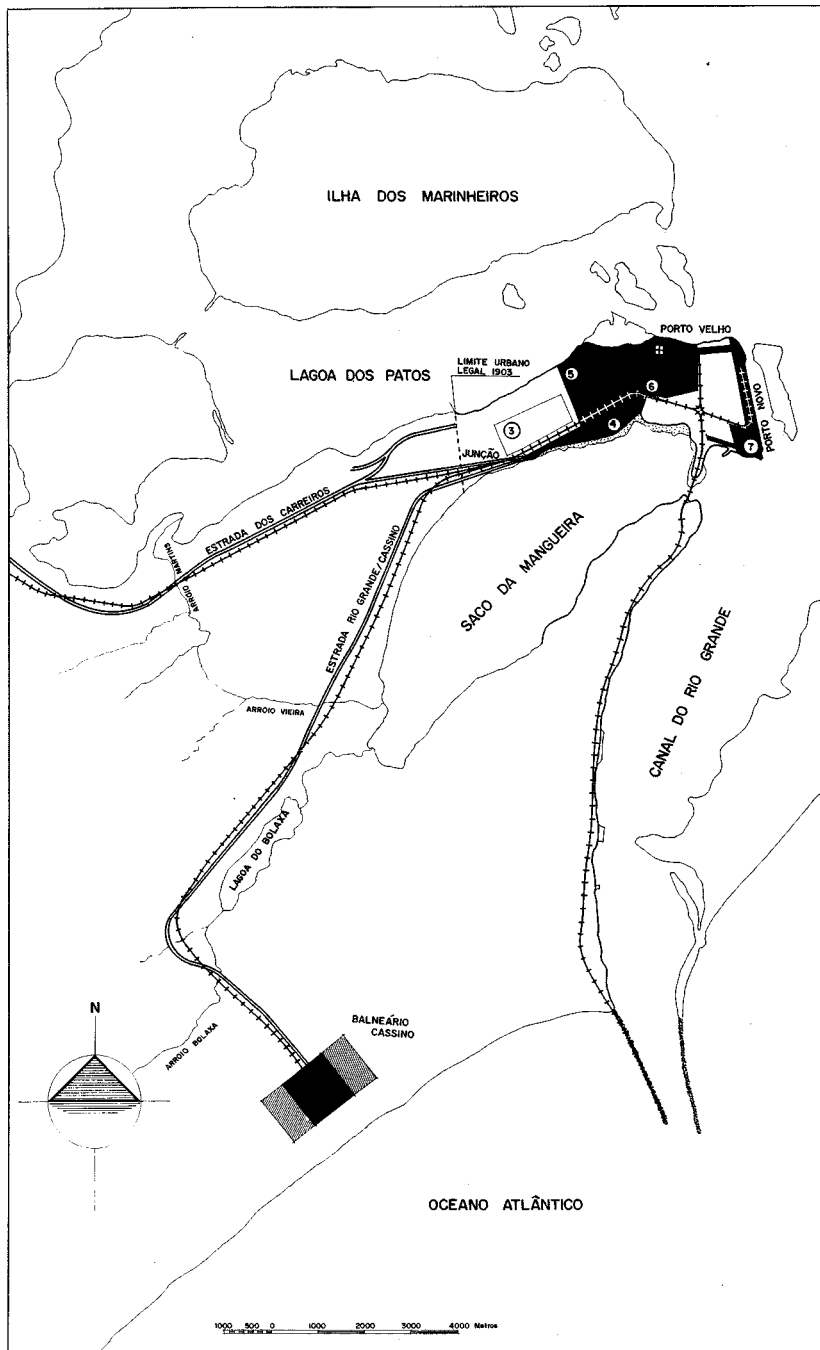 ILHA DOS MARINHEIROS
PORTO VELHO
LIMITE URBANO
LEGAL 1903
LAGOA DOS PATOS
5
6
PORTO NOVO
3
4
7
JUNÇÃO
ESTRADA DOS CARREIROS
ARROIO MARTINS
SACO DA MANGUEIRA
ESTRADA RIO GRANDE/CASSINO
CANAL DO RIO GRANDE
ARROIO VIEIRA
LAGOA DO BOLAXA
N
BALNEÁRIO
CASSINO
ARROIO BOLAXA
OCEANO ATLÂNTICO
1000 500 0 1000 2000 3000 4000 Metros